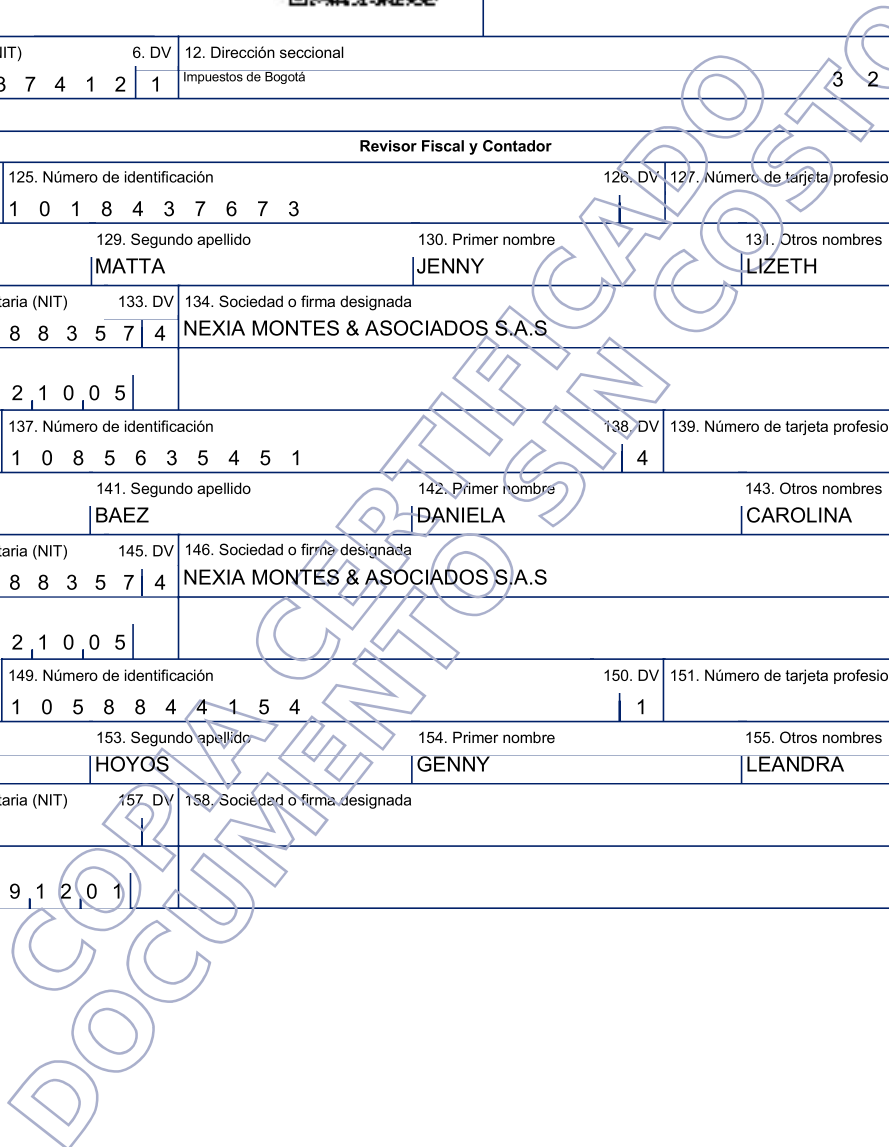 IIT) 6. DV 12. Dirección seccional
8 7 4 1 2 1 Impuestos de Bogotá 3 2
Revisor Fiscal y Contador
125. Número de identificación 126. DV 127. Número de tarjeta profesio
1 0 1 8 4 3 7 6 7 3
129. Segundo apellido 130. Primer nombre 131. Otros nombres
MATTA JENNY LIZETH
taria (NIT) 133. DV 134. Sociedad o firma designada
8 8 3 5 7 4 NEXIA MONTES & ASOCIADOS S.A.S
2 1 0 0 5
137. Número de identificación 138. DV 139. Número de tarjeta profesio
1 0 8 5 6 3 5 4 5 1 4
141. Segundo apellido 142. Primer nombre 143. Otros nombres
BAEZ DANIELA CAROLINA
taria (NIT) 145. DV 146. Sociedad o firma designada
8 8 3 5 7 4 NEXIA MONTES & ASOCIADOS S.A.S
2 1 0 0 5
149. Número de identificación 150. DV 151. Número de tarjeta profesio
1 0 5 8 8 4 4 1 5 4 1
153. Segundo apellido 154. Primer nombre 155. Otros nombres
HOYOS GENNY LEANDRA
taria (NIT) 157. DV 158. Sociedad o firma designada
9 1 2 0 1
COPIA CERTIFICADO
DOCUMENTO SIN COSTO